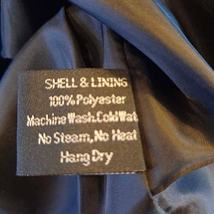 SHELL & LINING
100% Polyester
Machine Wash.Cold Wat
No Steam, No Heat
Hang Dry